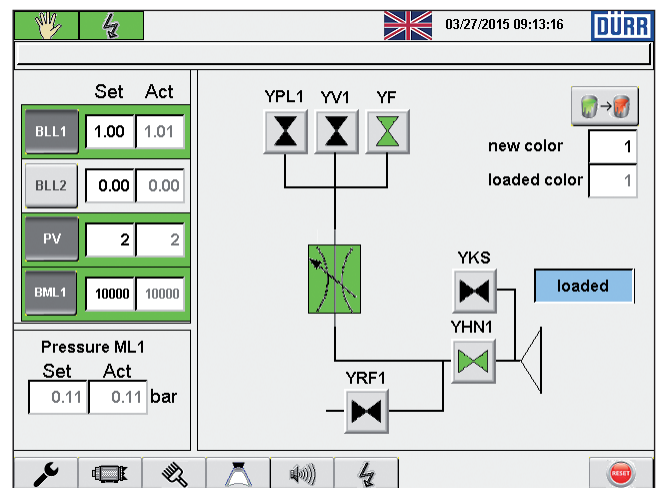 03/27/2015 09:13:16
DÜRR
Set Act
BLL1 1.00 1.01
BLL2 0.00 0.00
PV 2 2
BML1 10000 10000
Pressure ML1
Set Act
0.11 0.11 bar
YPL1 YV1 YF
new color 1
loaded color 1
YKS
loaded
YHN1
YRF1
RESET